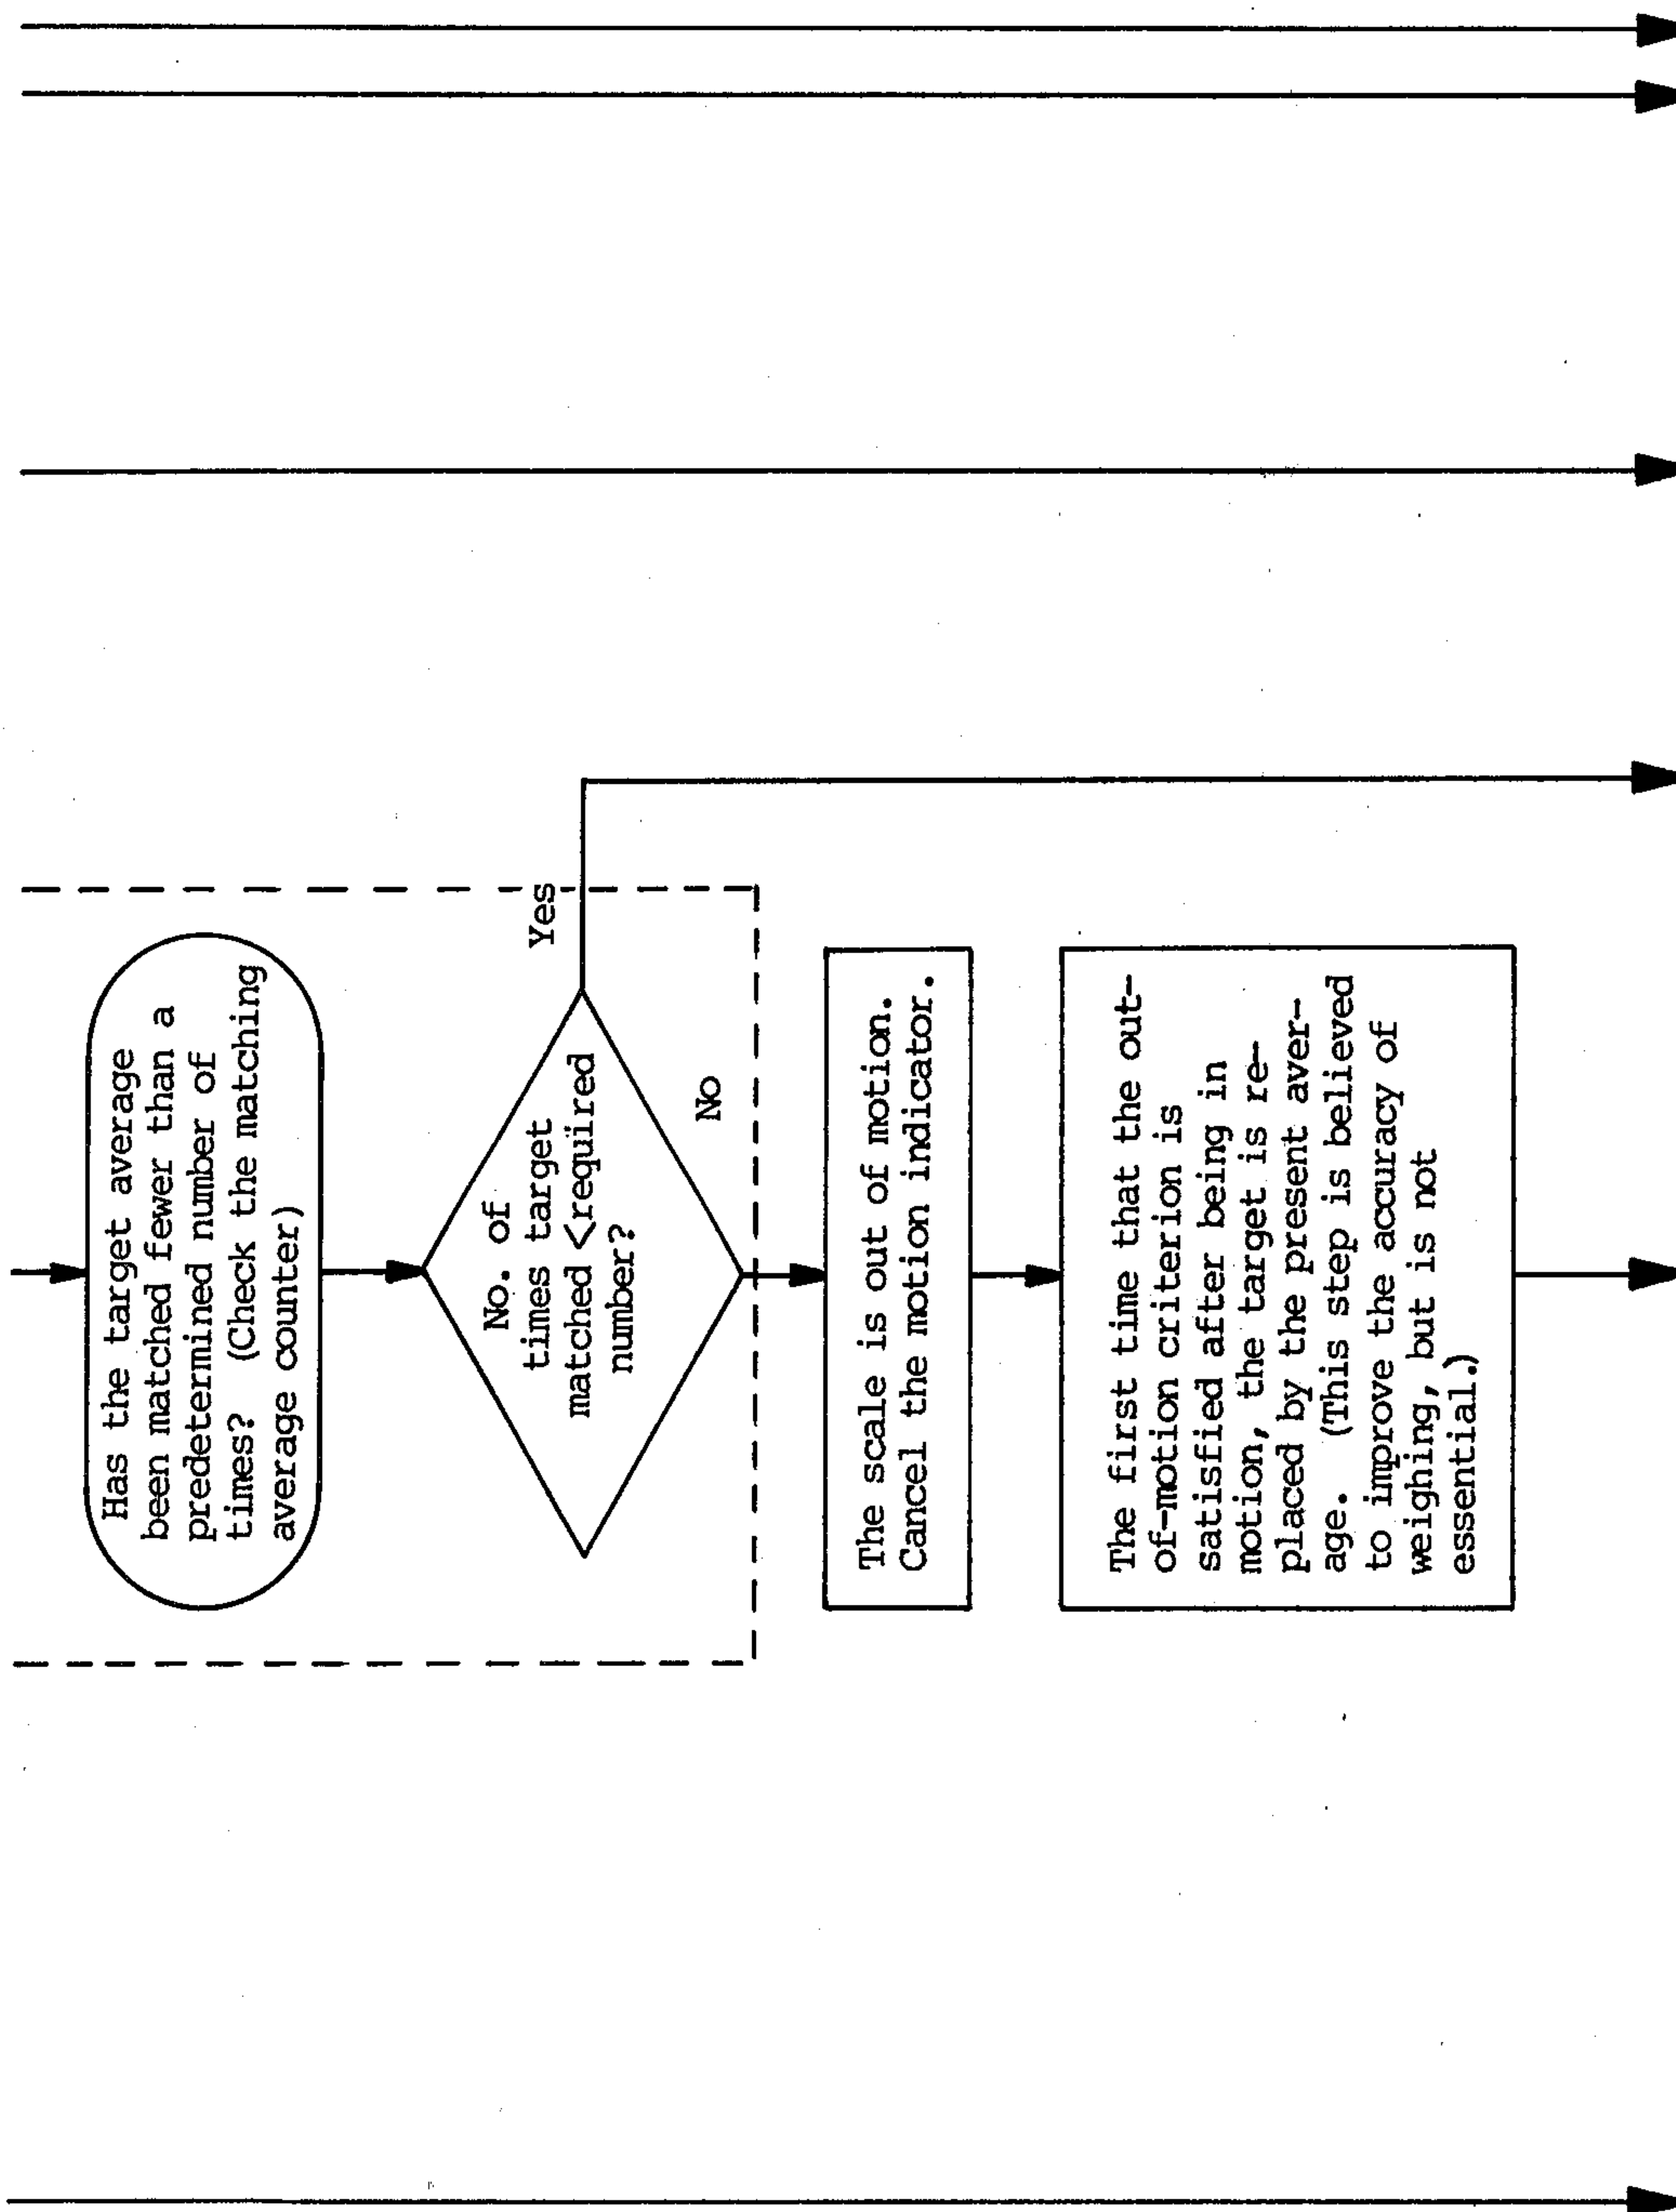 Has the target average
been matched fewer than a
predetermined number of
times? (Check the matching
average counter)
No. of
times target
matched <required
number?
Yes
No
The scale is out of motion.
Cancel the motion indicator.
The first time that the out-
of-motion criterion is
satisfied after being in
motion, the target is re-
placed by the present aver-
age. (This step is believed
to improve the accuracy of
weighing, but is not
essential.)